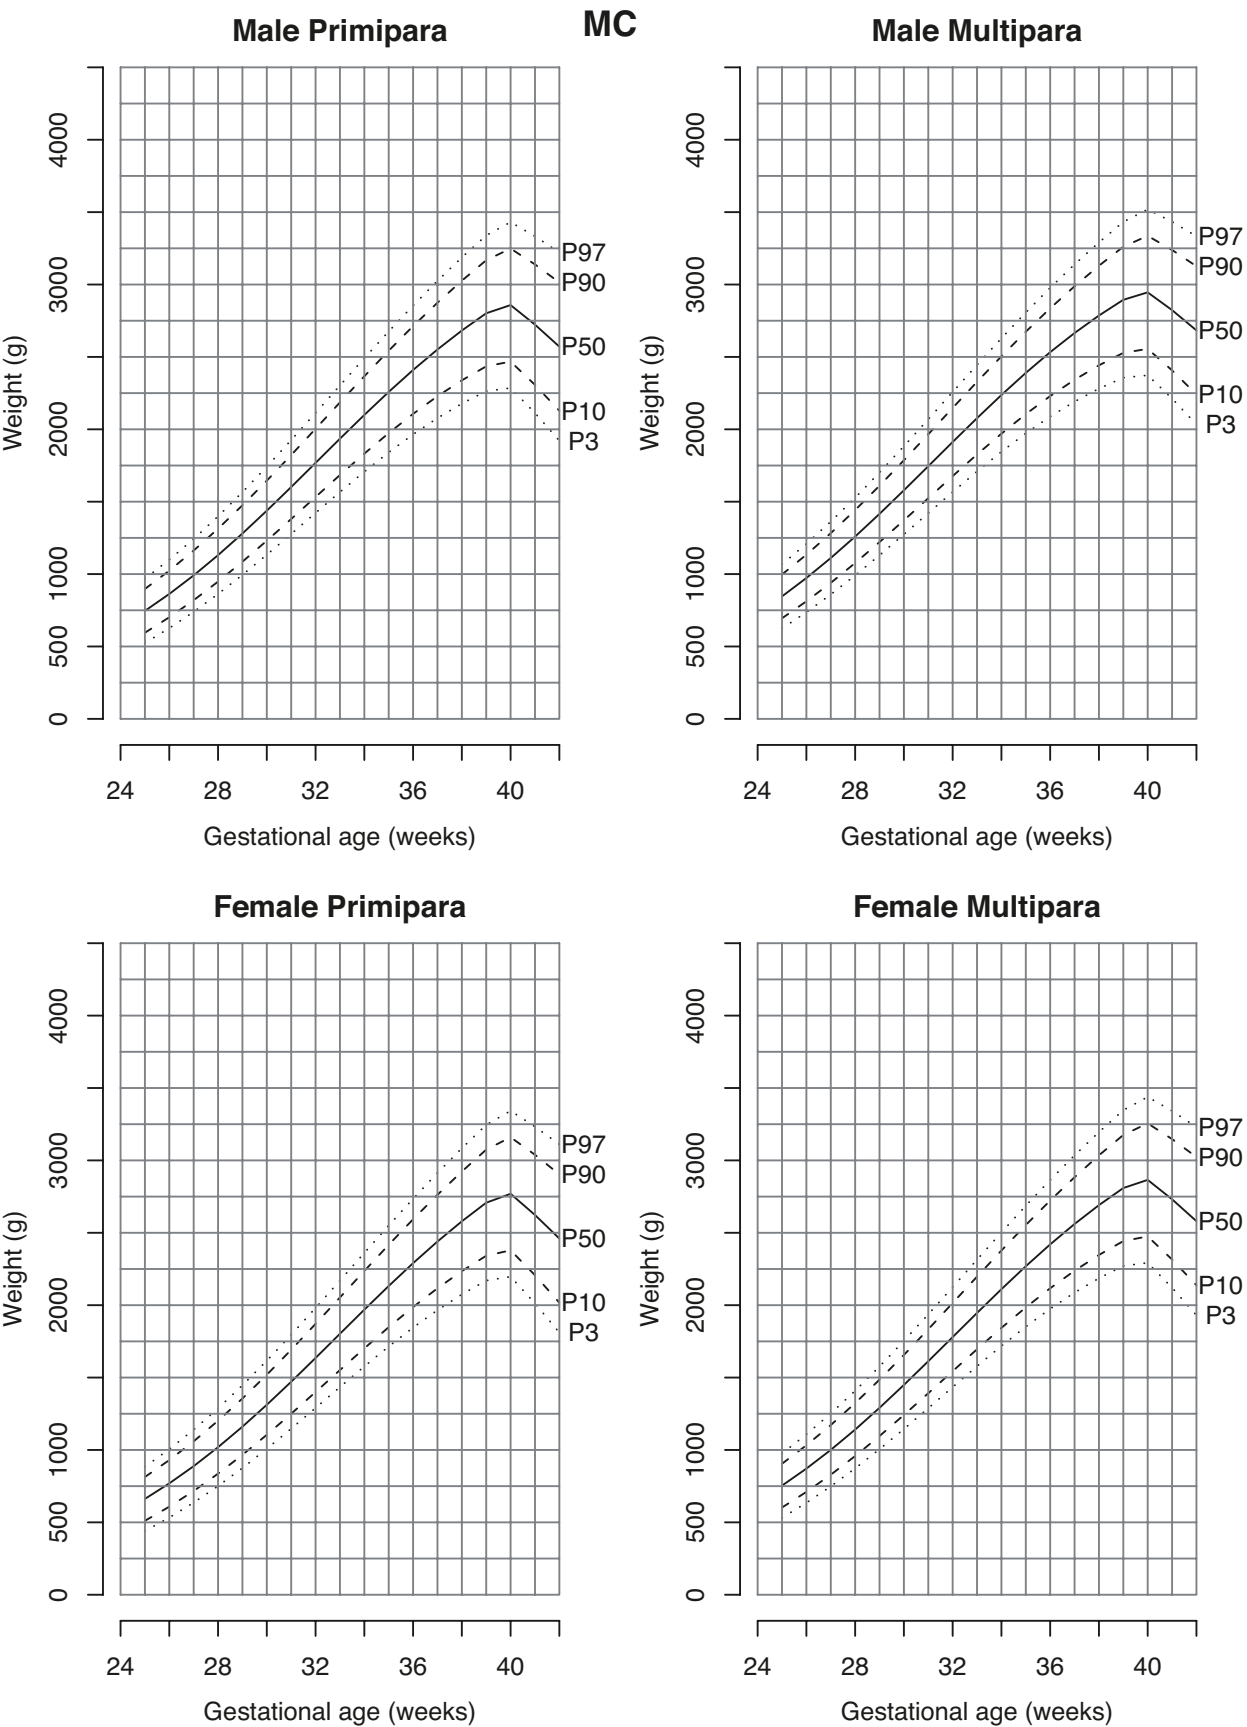 MC
Male Primipara
Weight (g)
4000
3000
2000
1000
500
0
P97
P90
P50
P10
P3
24 28 32 36 40
Gestational age (weeks)
Male Multipara
Weight (g)
4000
3000
2000
1000
500
0
P97
P90
P50
P10
P3
24 28 32 36 40
Gestational age (weeks)
Female Primipara
Weight (g)
4000
3000
2000
1000
500
0
P97
P90
P50
P10
P3
24 28 32 36 40
Gestational age (weeks)
Female Multipara
Weight (g)
4000
3000
2000
1000
500
0
P97
P90
P50
P10
P3
24 28 32 36 40
Gestational age (weeks)